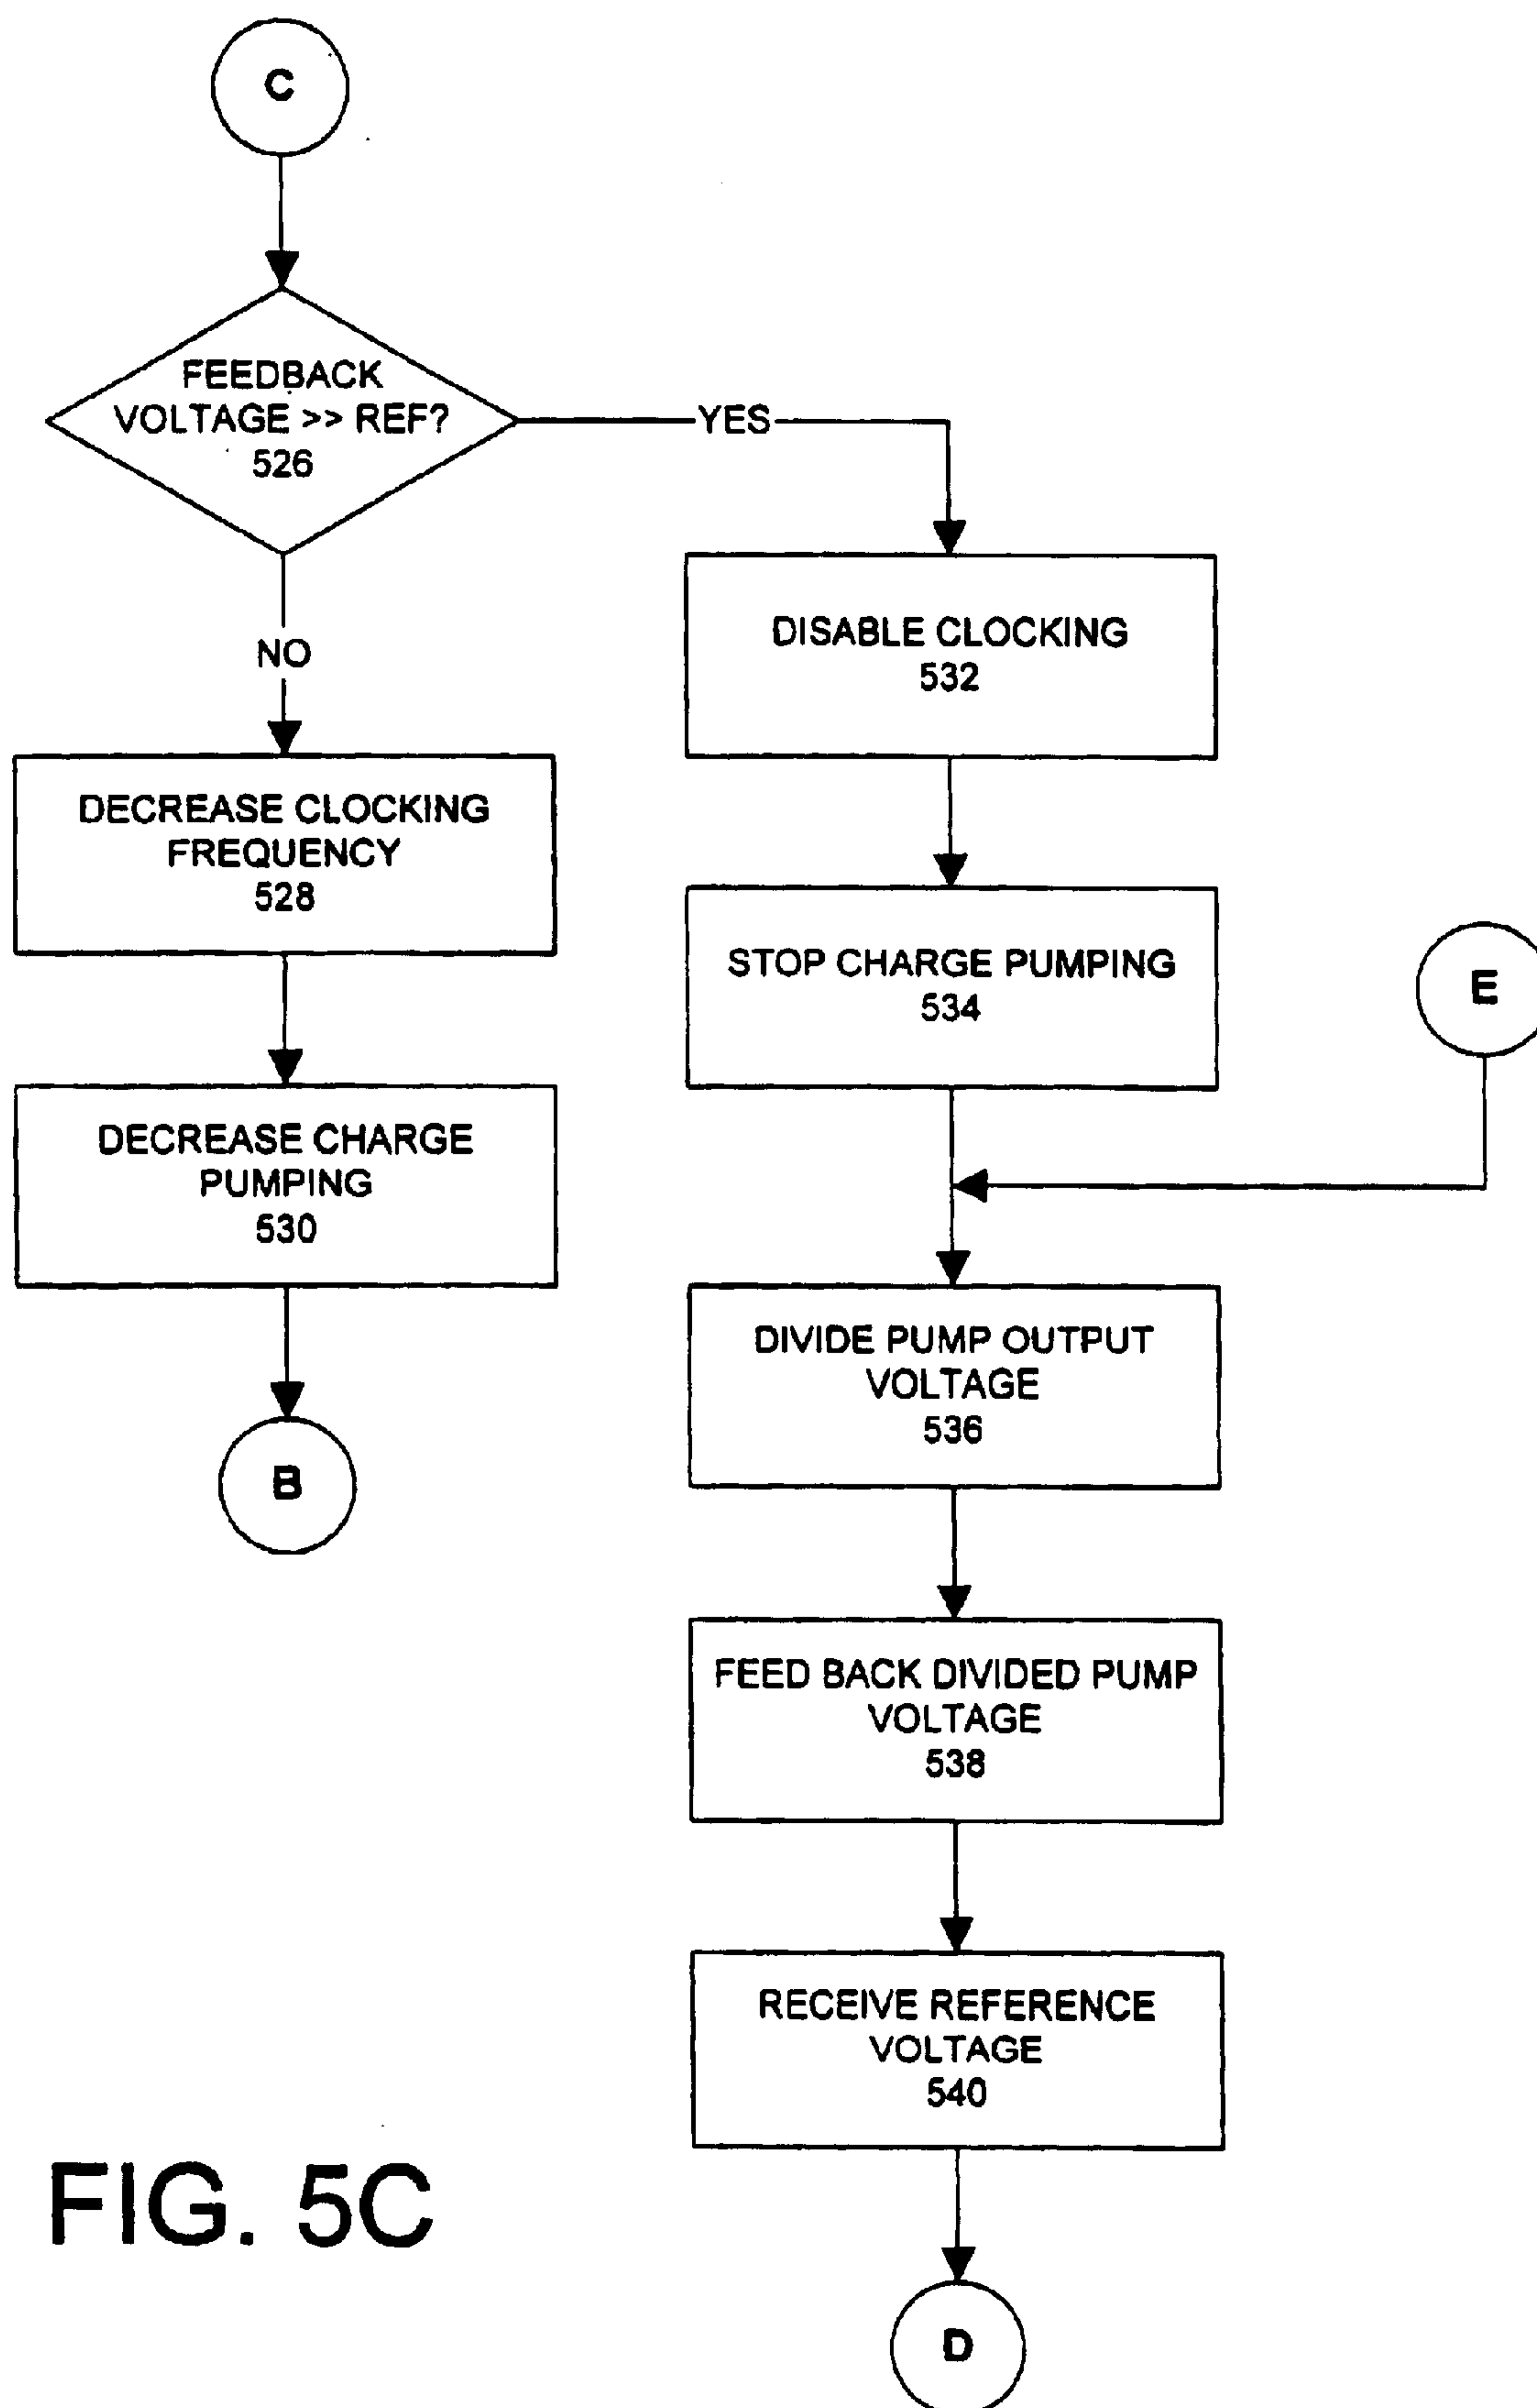 C
FEEDBACK
VOLTAGE >> REF?
526
YES
NO
DISABLE CLOCKING
532
DECREASE CLOCKING
FREQUENCY
528
STOP CHARGE PUMPING
534
E
DECREASE CHARGE
PUMPING
530
B
DIVIDE PUMP OUTPUT
VOLTAGE
536
FEED BACK DIVIDED PUMP
VOLTAGE
538
RECEIVE REFERENCE
VOLTAGE
540
D
FIG. 5C